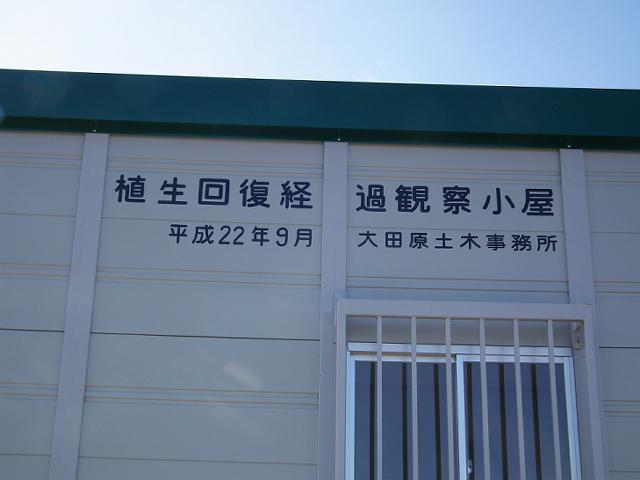 植生回復経過観察小屋
平成22年9月 大田原土木事務所